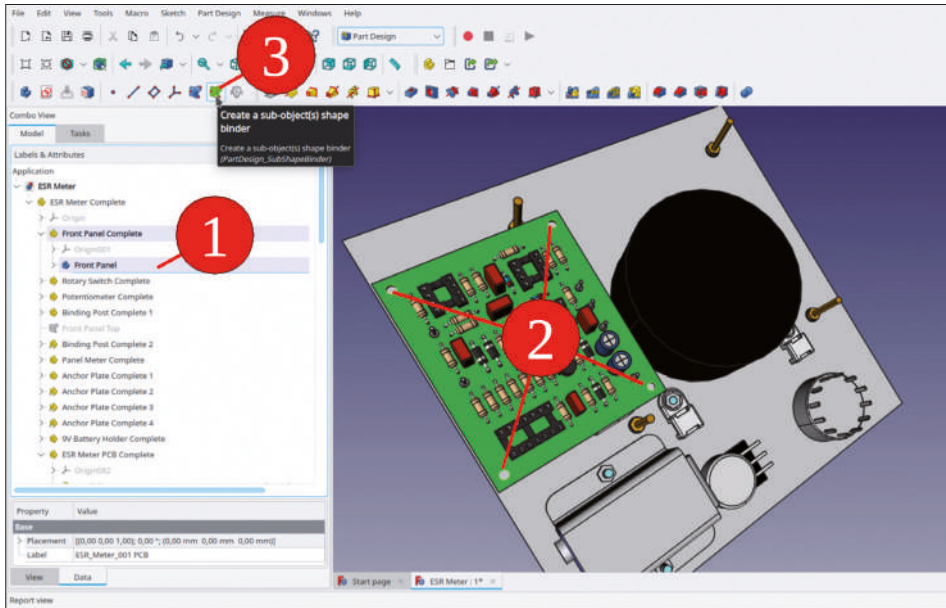 File Edit View Tools Macro Sketch Part Design Measure Windows Help
Part Design
3
Create a sub-object(s) shape
binder
Create a sub-object(s) shape binder
(PartDesign_SubShapeBinder)
Combo View
Model Tasks
Labels & Attributes
Application
ESR Meter
ESR Meter Complete
Origin
Front Panel Complete
1
Origin001
Front Panel
Rotary Switch Complete
Potentiometer Complete
Binding Post Complete 1
Front Panel Top
Binding Post Complete 2
Panel Meter Complete
Anchor Plate Complete 1
Anchor Plate Complete 2
Anchor Plate Complete 3
Anchor Plate Complete 4
9V Battery Holder Complete
ESR Meter PCB Complete
Origin082
2
Property Value
Base
Placement [(0,00 0,00 1,00); 0,00 °; (0,00 mm 0,00 mm 0,00 mm)]
Label ESR_Meter_001 PCB
View Data
Start page ESR Meter : 1*
Report view